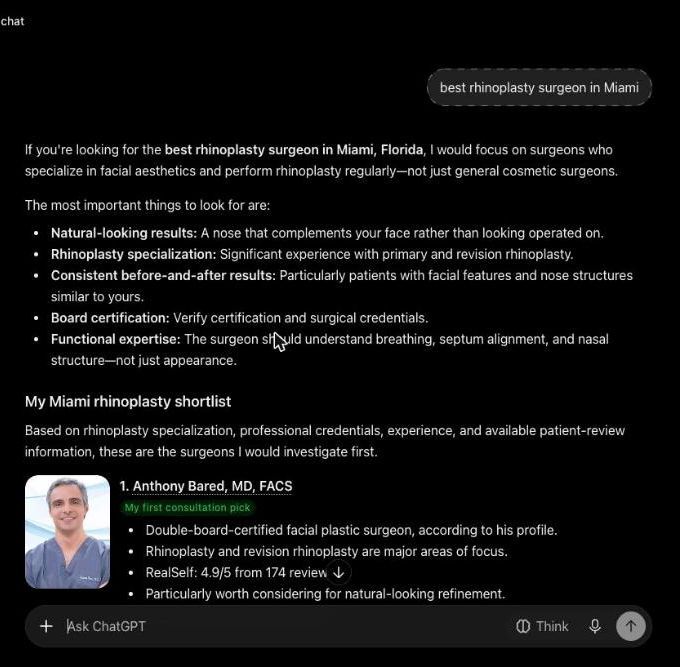 chat
best rhinoplasty surgeon in Miami
If you're looking for the best rhinoplasty surgeon in Miami, Florida, I would focus on surgeons who
specialize in facial aesthetics and perform rhinoplasty regularly—not just general cosmetic surgeons.
The most important things to look for are:
• Natural-looking results: A nose that complements your face rather than looking operated on.
• Rhinoplasty specialization: Significant experience with primary and revision rhinoplasty.
• Consistent before-and-after results: Particularly patients with facial features and nose structures
similar to yours.
• Board certification: Verify certification and surgical credentials.
• Functional expertise: The surgeon should understand breathing, septum alignment, and nasal
structure—not just appearance.
My Miami rhinoplasty shortlist
Based on rhinoplasty specialization, professional credentials, experience, and available patient-review
information, these are the surgeons I would investigate first.
1. Anthony Bared, MD, FACS
My first consultation pick
• Double-board-certified facial plastic surgeon, according to his profile.
• Rhinoplasty and revision rhinoplasty are major areas of focus.
• RealSelf: 4.9/5 from 174 review
• Particularly worth considering for natural-looking refinement.
Ask ChatGPT
Think